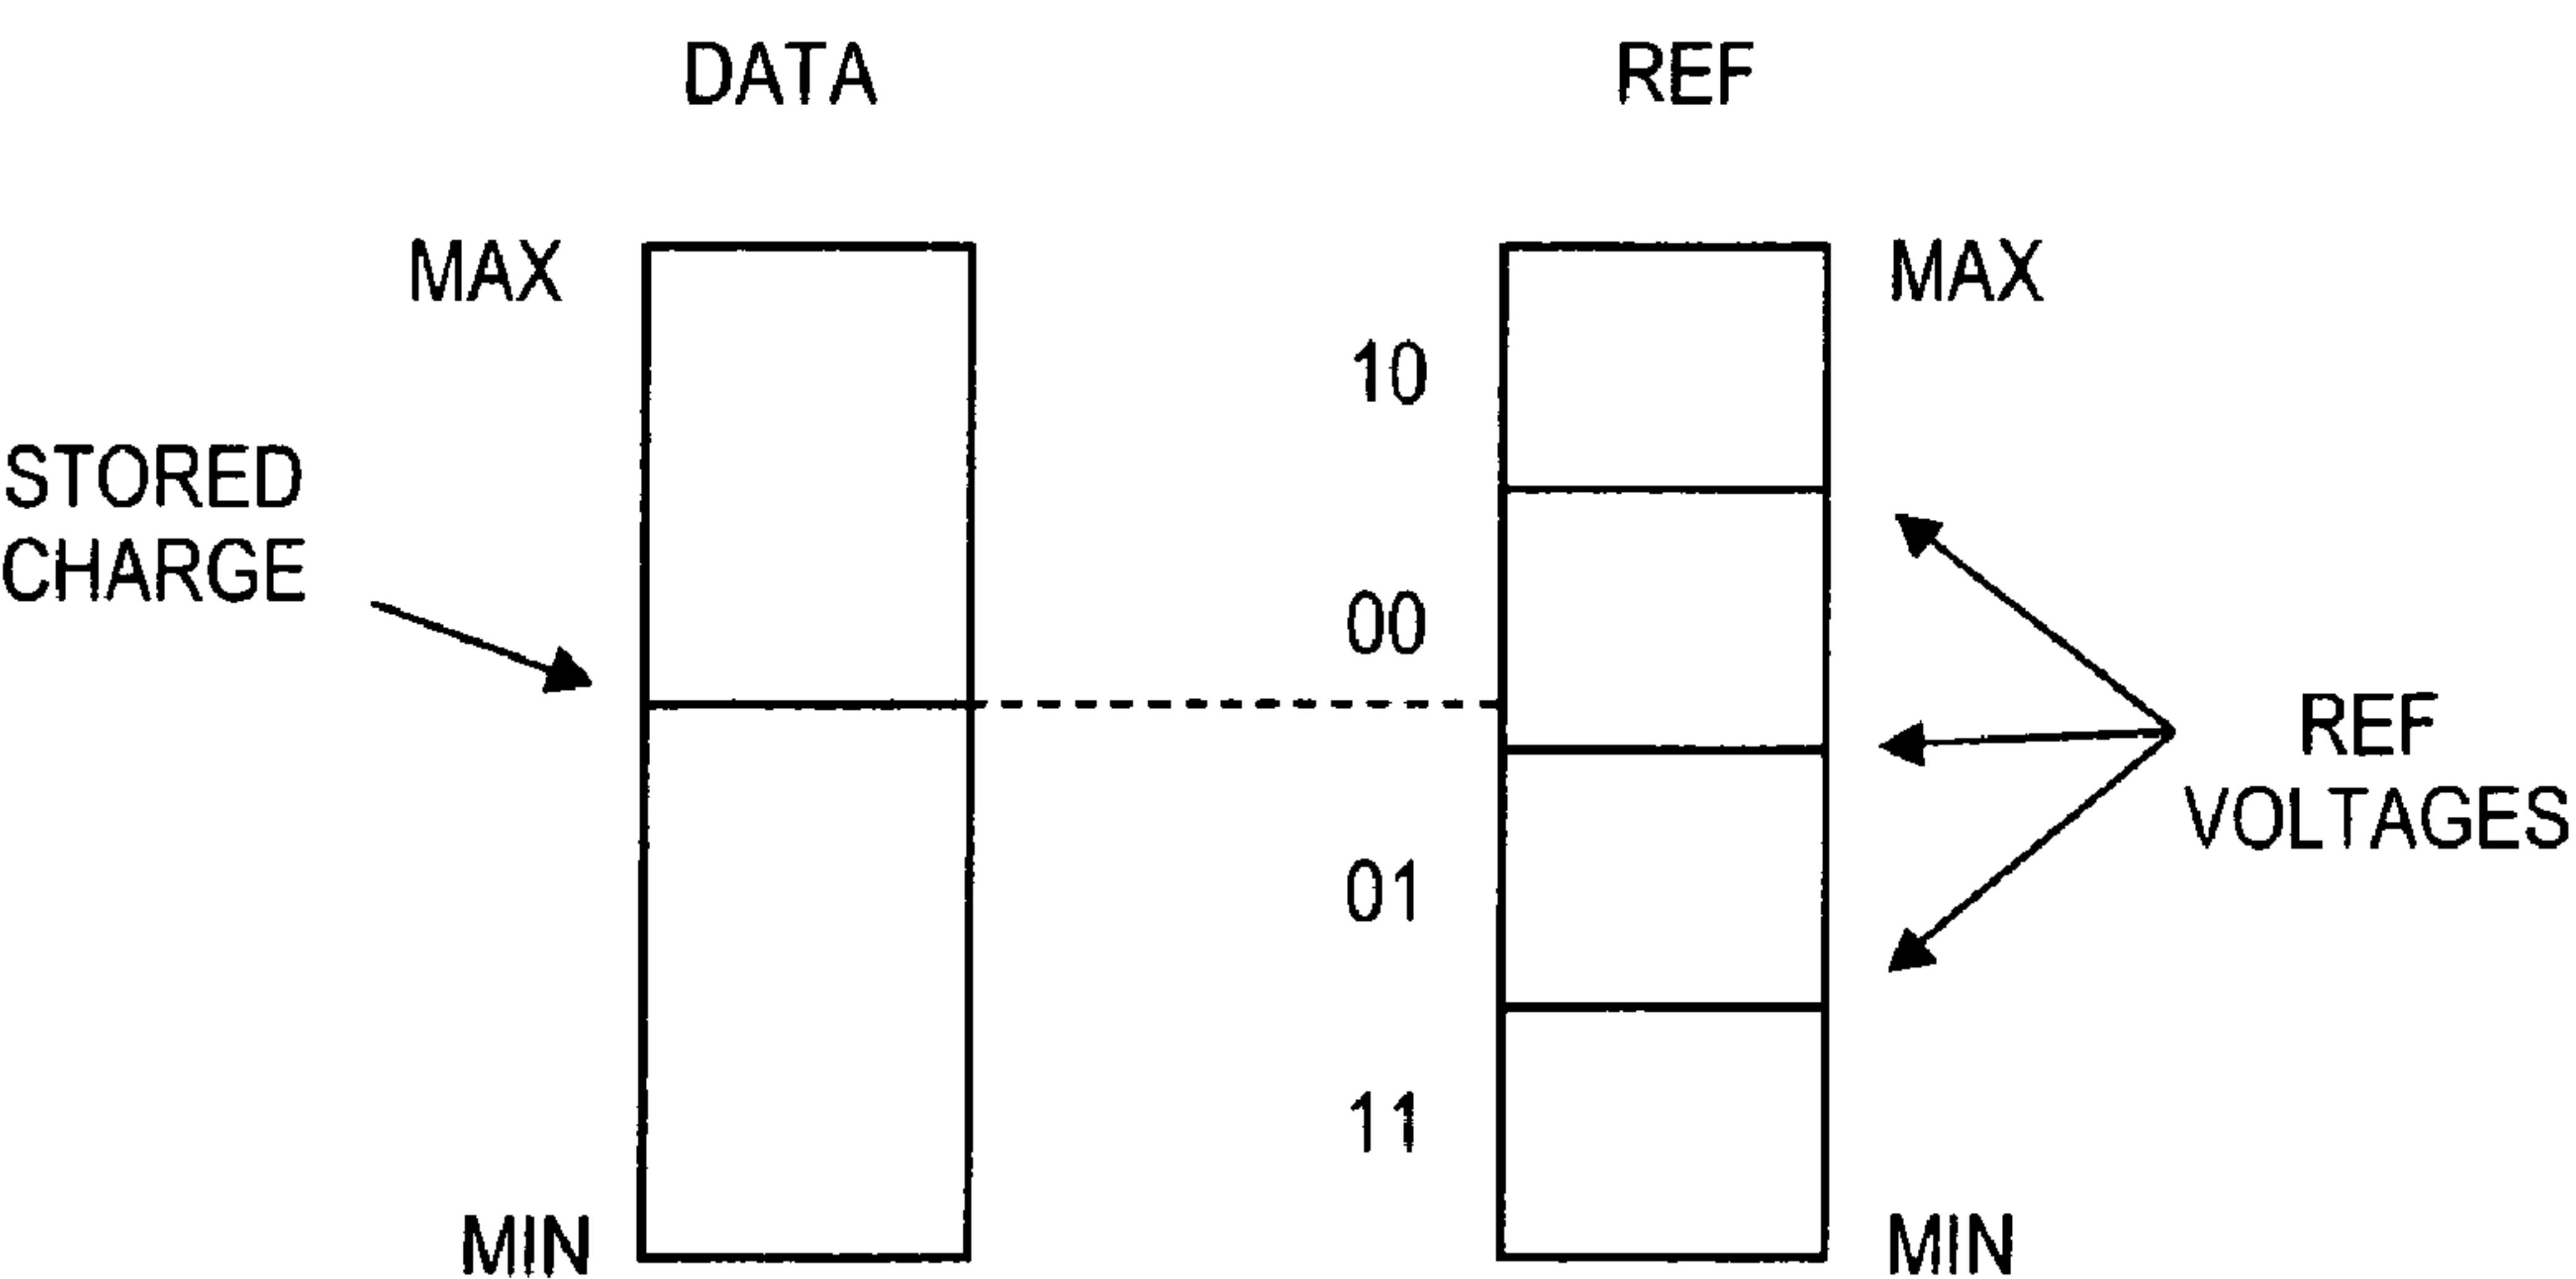 DATA
REF
MAX
MAX
10
STORED
CHARGE
00
REF
VOLTAGES
01
11
MIN
MIN